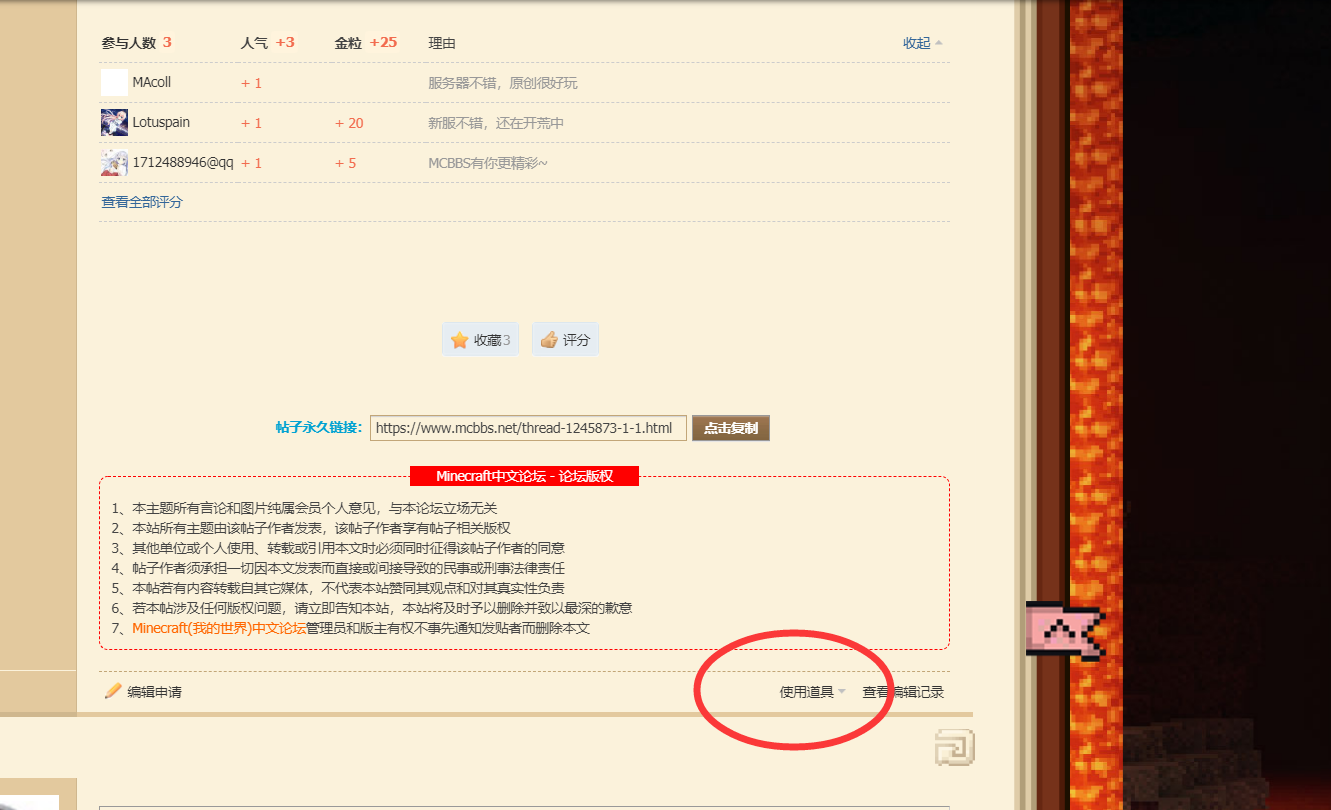 参与人数 3 人气 +3 金粒 +25 理由 收起
MAcoll + 1 服务器不错，原创很好玩
Lotuspain + 1 + 20 新服不错，还在开荒中
1712488946@qq + 1 + 5 MCBBS有你更精彩~
查看全部评分
收藏3 评分
帖子永久链接： https://www.mcbbs.net/thread-1245873-1-1.html 点击复制
Minecraft中文论坛 - 论坛版权
1、本主题所有言论和图片纯属会员个人意见，与本论坛立场无关
2、本站所有主题由该帖子作者发表，该帖子作者享有帖子相关版权
3、其他单位或个人使用、转载或引用本文时必须同时征得该帖子作者的同意
4、帖子作者须承担一切因本文发表而直接或间接导致的民事或刑事法律责任
5、本帖若有内容转载自其它媒体，不代表本站赞同其观点和对其真实性负责
6、若本帖涉及任何版权问题，请立即告知本站，本站将及时予以删除并致以最深的歉意
7、Minecraft(我的世界)中文论坛管理员和版主有权不事先通知发贴者而删除本文
编辑申请 使用道具 查看编辑记录